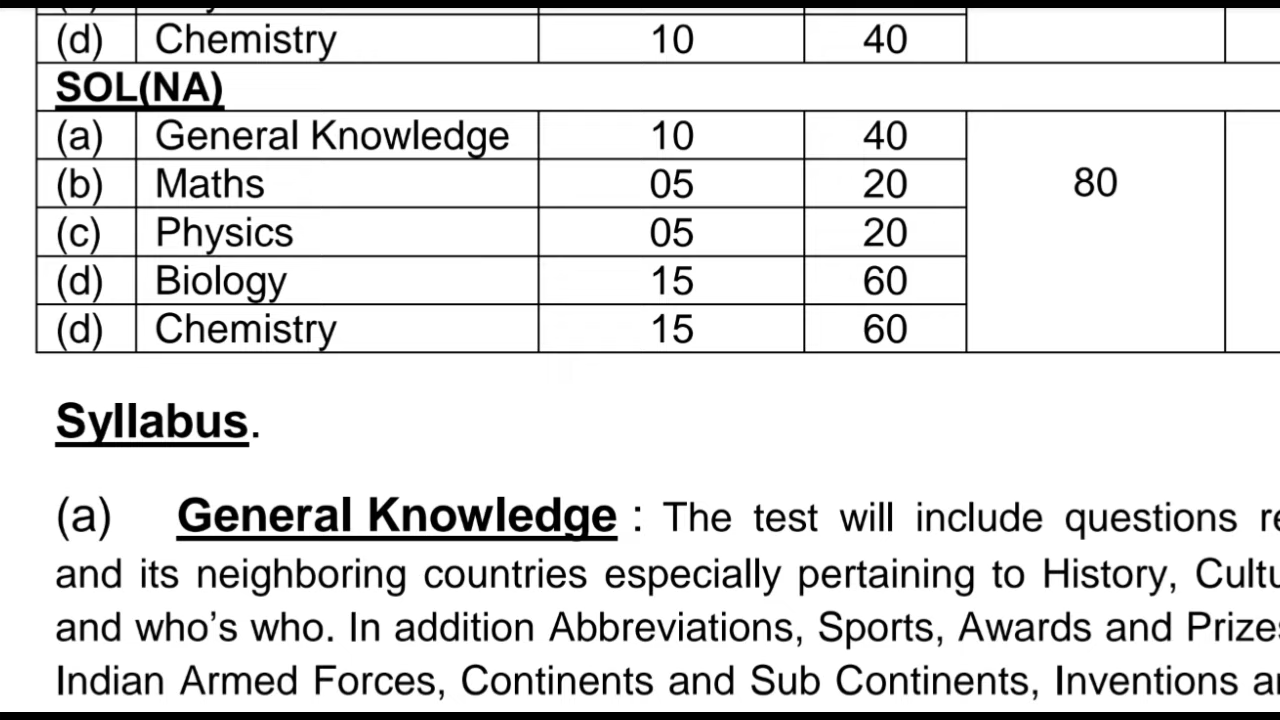 (d) Chemistry 10 40
SOL(NA)
(a) General Knowledge 10 40
(b) Maths 05 20 80
(c) Physics 05 20
(d) Biology 15 60
(d) Chemistry 15 60
Syllabus.
(a) General Knowledge : The test will include questions
and its neighboring countries especially pertaining to History,
and who's who. In addition Abbreviations, Sports, Awards and
Indian Armed Forces, Continents and Sub Continents, Inventions